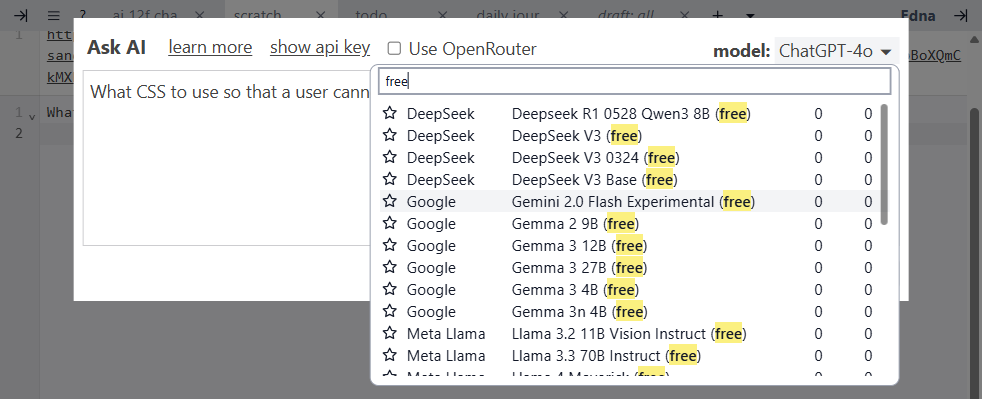 ? ai 12f cha scratch todo daily jour draft: all Edna
1 htt
san BoXQmC
kMX
1 Wha
2
Ask AI learn more show api key Use OpenRouter model: ChatGPT-4o
What CSS to use so that a user cann
free
DeepSeek Deepseek R1 0528 Qwen3 8B (free) 0 0
DeepSeek DeepSeek V3 (free) 0 0
DeepSeek DeepSeek V3 0324 (free) 0 0
DeepSeek DeepSeek V3 Base (free) 0 0
Google Gemini 2.0 Flash Experimental (free) 0 0
Google Gemma 2 9B (free) 0 0
Google Gemma 3 12B (free) 0 0
Google Gemma 3 27B (free) 0 0
Google Gemma 3 4B (free) 0 0
Google Gemma 3n 4B (free) 0 0
Meta Llama Llama 3.2 11B Vision Instruct (free) 0 0
Meta Llama Llama 3.3 70B Instruct (free) 0 0
Meta Llama Llama 4 Maverick (free) 0 0